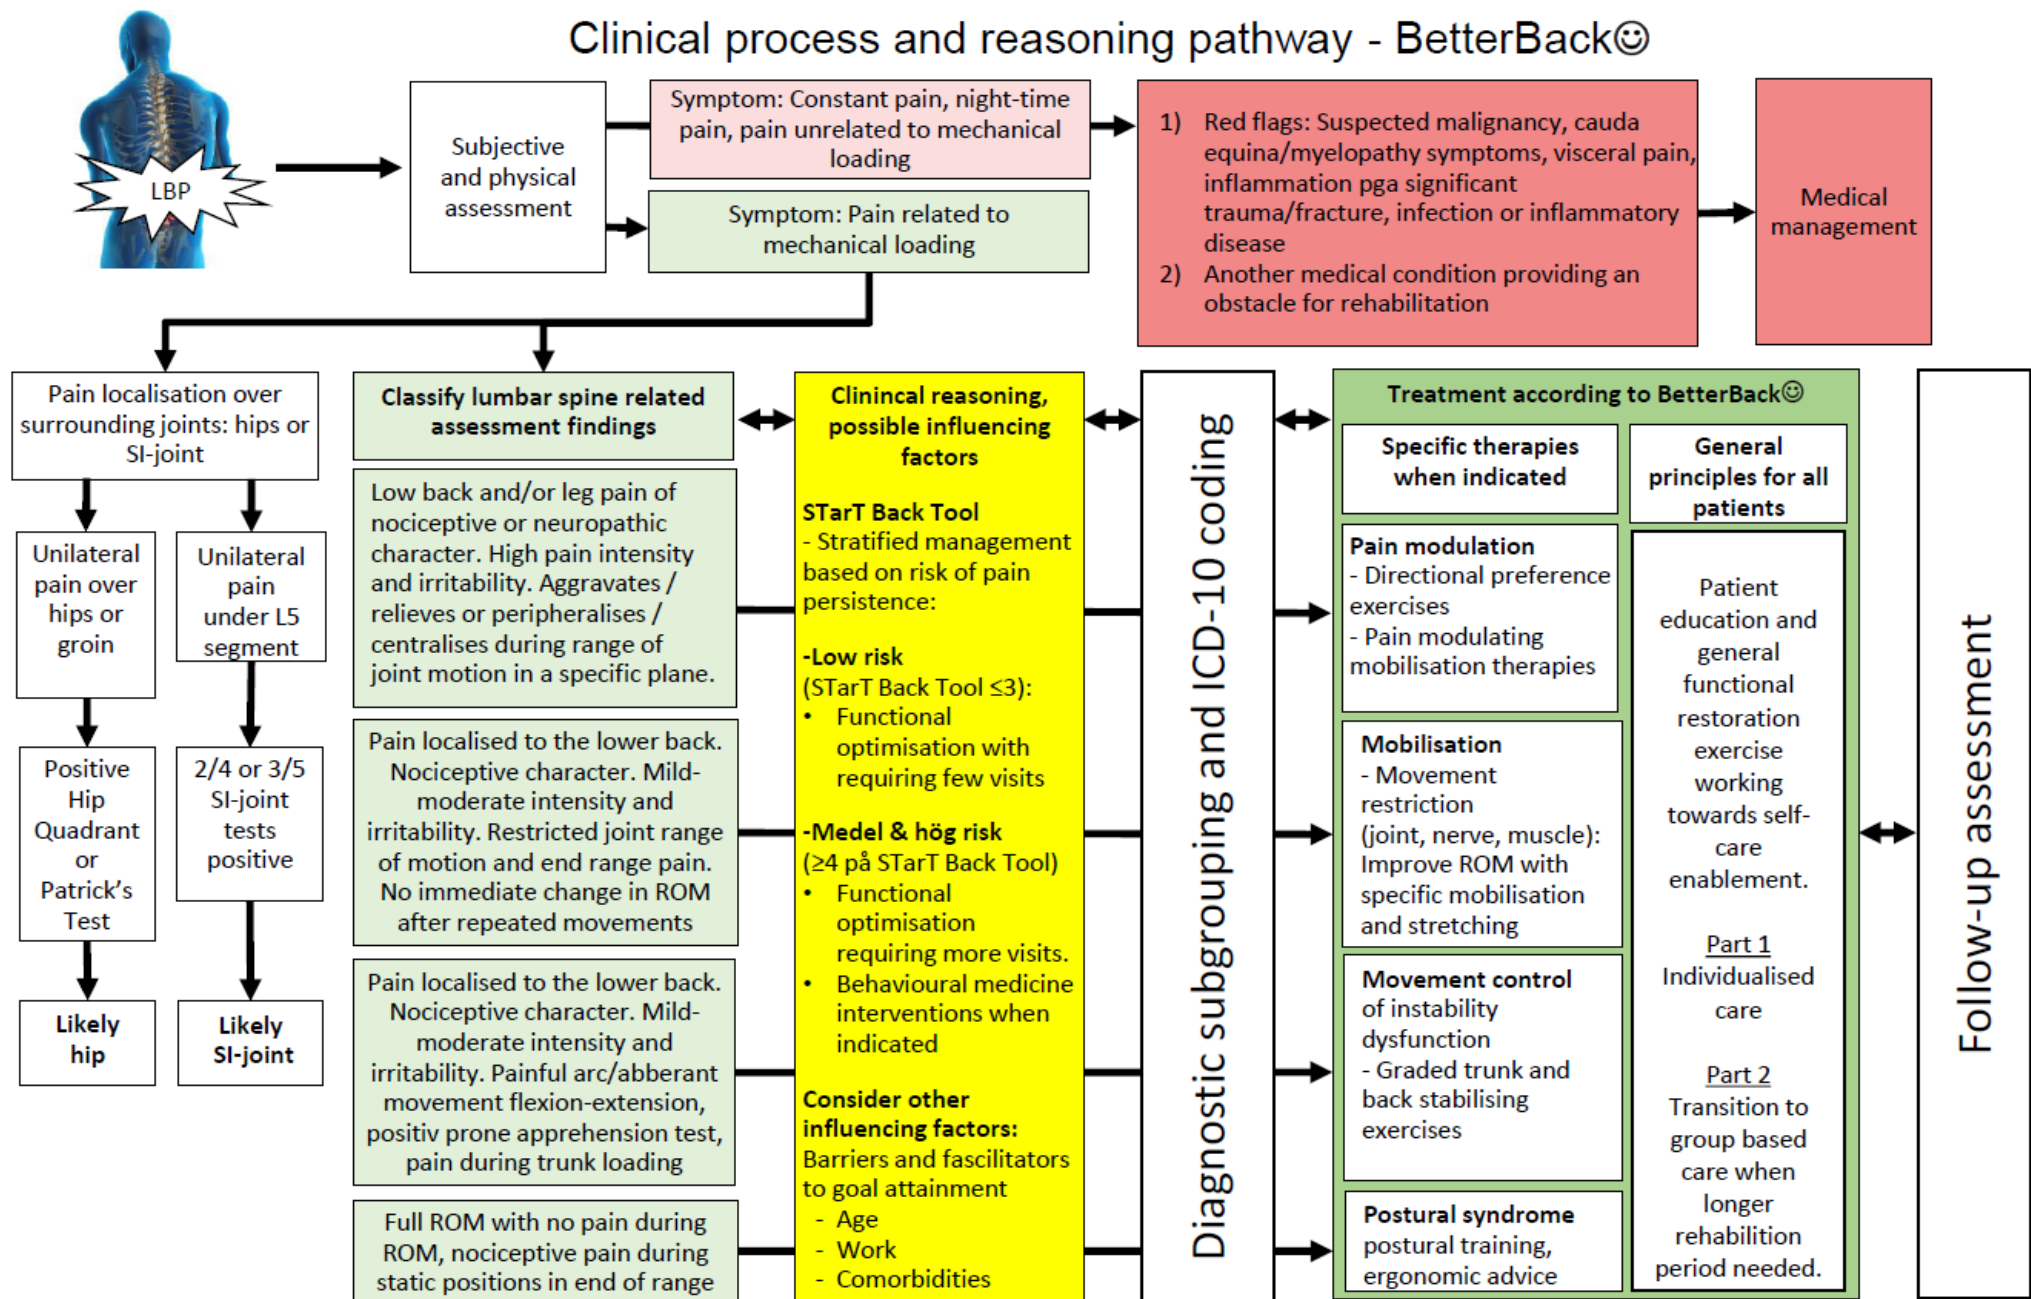 Clinical process and reasoning pathway - BetterBack☺
LBP
Subjective
and physical
assessment
Symptom: Constant pain, night-time
pain, pain unrelated to mechanical
loading
Symptom: Pain related to
mechanical loading
1) Red flags: Suspected malignancy, cauda
equina/myelopathy symptoms, visceral pain,
inflammation pga significant
trauma/fracture, infection or inflammatory
disease
2) Another medical condition providing an
obstacle for rehabilitation
Medical
management
Pain localisation over
surrounding joints: hips or
SI-joint
Unilateral
pain over
hips or
groin
Unilateral
pain
under L5
segment
Positive
Hip
Quadrant
or
Patrick's
Test
2/4 or 3/5
SI-joint
tests
positive
Likely
hip
Likely
SI-joint
Classify lumbar spine related
assessment findings
Low back and/or leg pain of
nociceptive or neuropathic
character. High pain intensity
and irritability. Aggravates /
relieves or peripheralises /
centralises during range of
joint motion in a specific plane.
Pain localised to the lower back.
Nociceptive character. Mild-
moderate intensity and
irritability. Restricted joint range
of motion and end range pain.
No immediate change in ROM
after repeated movements
Pain localised to the lower back.
Nociceptive character. Mild-
moderate intensity and
irritability. Painful arc/abberant
movement flexion-extension,
positiv prone apprehension test,
pain during trunk loading
Full ROM with no pain during
ROM, nociceptive pain during
static positions in end of range
Clinincal reasoning,
possible influencing
factors
STarT Back Tool
- Stratified management
based on risk of pain
persistence:
-Low risk
(STarT Back Tool ≤3):
• Functional
optimisation with
requiring few visits
-Medel & hög risk
(≥4 på STarT Back Tool)
• Functional
optimisation
requiring more visits.
• Behavioural medicine
interventions when
indicated
Consider other
influencing factors:
Barriers and fascilitators
to goal attainment
- Age
- Work
- Comorbidities
Diagnostic subgrouping and ICD-10 coding
Treatment according to BetterBack☺
Specific therapies
when indicated
General
principles for all
patients
Pain modulation
- Directional preference
exercises
- Pain modulating
mobilisation therapies
Mobilisation
- Movement
restriction
(joint, nerve, muscle):
Improve ROM with
specific mobilisation
and stretching
Movement control
of instability
dysfunction
- Graded trunk and
back stabilising
exercises
Postural syndrome
postural training,
ergonomic advice
Patient
education and
general
functional
restoration
exercise
working
towards self-
care
enablement.
Part 1
Individualised
care
Part 2
Transition to
group based
care when
longer
rehabilition
period needed.
Follow-up assessment